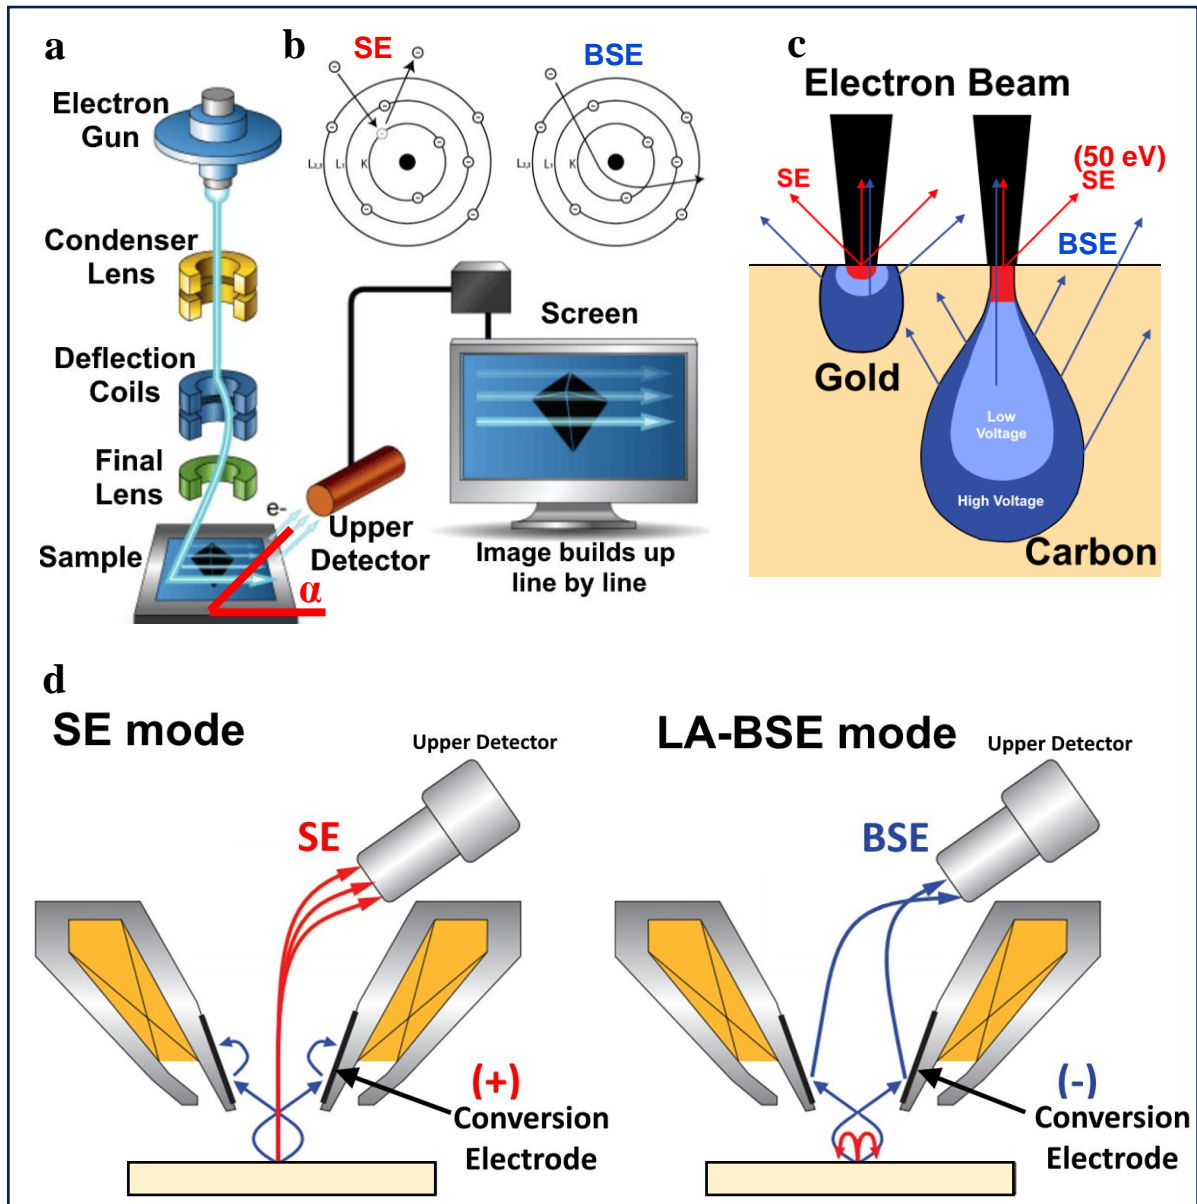 a
Electron
Gun
Condenser
Lens
Deflection
Coils
Final
Lens
Sample
e-
Upper
Detector
α
Screen
Image builds up
line by line
b
SE
L2,3
L1
K
BSE
L2,3
L1
K
c
Electron Beam
SE
(50 eV)
SE
BSE
Gold
Low
Voltage
High Voltage
Carbon
d
SE mode
Upper Detector
SE
(+)
Conversion
Electrode
LA-BSE mode
Upper Detector
BSE
(-)
Conversion
Electrode